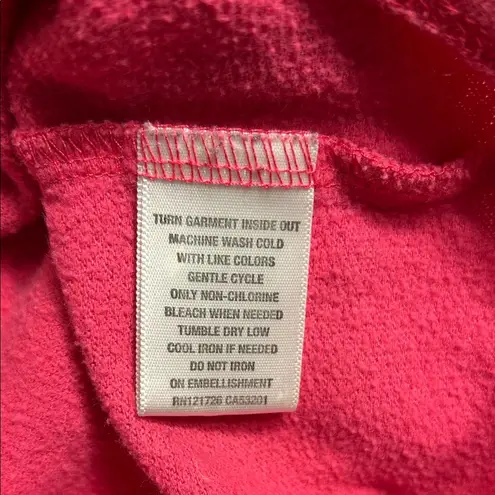 TURN GARMENT INSIDE OUT
MACHINE WASH COLD
WITH LIKE COLORS
GENTLE CYCLE
ONLY NON-CHLORINE
BLEACH WHEN NEEDED
TUMBLE DRY LOW
COOL IRON IF NEEDED
DO NOT IRON
ON EMBELLISHMENT
RN121726 CA53201